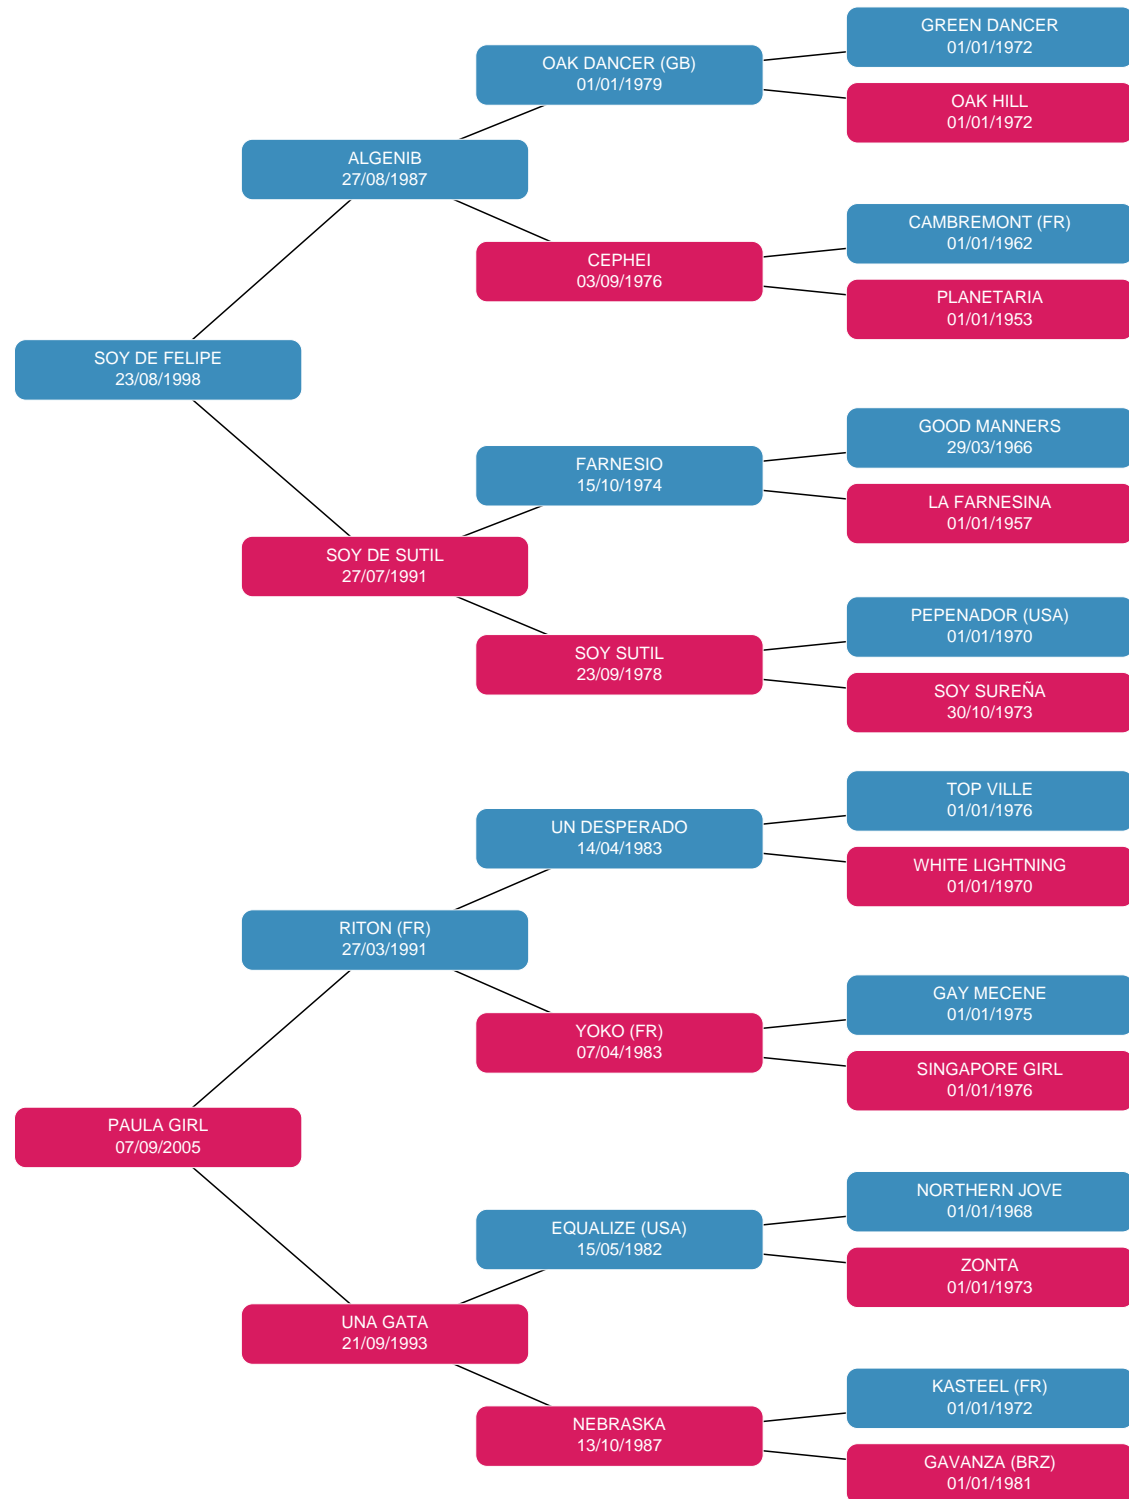 GREEN DANCER
01/01/1972
OAK DANCER (GB)
01/01/1979
OAK HILL
01/01/1972
ALGENIB
27/08/1987
CAMBREMONT (FR)
01/01/1962
CEPHEI
03/09/1976
PLANETARIA
01/01/1953
SOY DE FELIPE
23/08/1998
GOOD MANNERS
29/03/1966
FARNESIO
15/10/1974
LA FARNESINA
01/01/1957
SOY DE SUTIL
27/07/1991
PEPENADOR (USA)
01/01/1970
SOY SUTIL
23/09/1978
SOY SUREÑA
30/10/1973
TOP VILLE
01/01/1976
UN DESPERADO
14/04/1983
WHITE LIGHTNING
01/01/1970
RITON (FR)
27/03/1991
GAY MECENE
01/01/1975
YOKO (FR)
07/04/1983
SINGAPORE GIRL
01/01/1976
PAULA GIRL
07/09/2005
NORTHERN JOVE
01/01/1968
EQUALIZE (USA)
15/05/1982
ZONTA
01/01/1973
UNA GATA
21/09/1993
KASTEEL (FR)
01/01/1972
NEBRASKA
13/10/1987
GAVANZA (BRZ)
01/01/1981